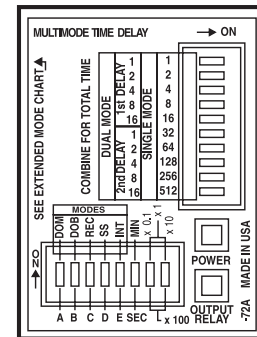 MULTIMODE TIME DELAY
→ ON
SEE EXTENDED MODE CHART
COMBINE FOR TOTAL TIME
DUAL MODE
1st DELAY
1
2
4
8
16
2nd DELAY
1
2
4
8
16
SINGLE MODE
1
2
4
8
16
32
64
128
256
512
MODES
DOM
DOB
REC
SS
INT
MIN
x 0.1
x 1
x 10
ON
A B C D E SEC
x 100
POWER
OUTPUT
RELAY
MADE IN USA
-72A